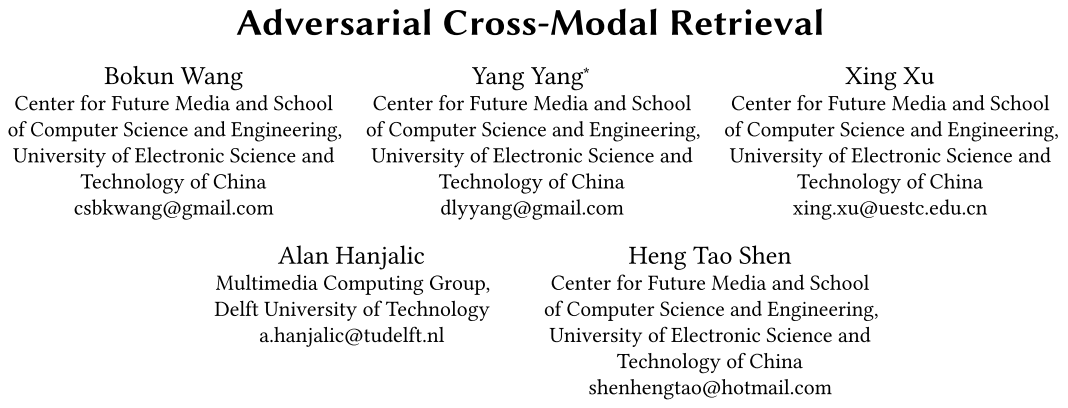 Adversarial Cross-Modal Retrieval
Bokun Wang
Center for Future Media and School
of Computer Science and Engineering,
University of Electronic Science and
Technology of China
csbkwang@gmail.com
Yang Yang*
Center for Future Media and School
of Computer Science and Engineering,
University of Electronic Science and
Technology of China
dlyyang@gmail.com
Xing Xu
Center for Future Media and School
of Computer Science and Engineering,
University of Electronic Science and
Technology of China
xing.xu@uestc.edu.cn
Alan Hanjalic
Multimedia Computing Group,
Delft University of Technology
a.hanjalic@tudelft.nl
Heng Tao Shen
Center for Future Media and School
of Computer Science and Engineering,
University of Electronic Science and
Technology of China
shenhengtao@hotmail.com